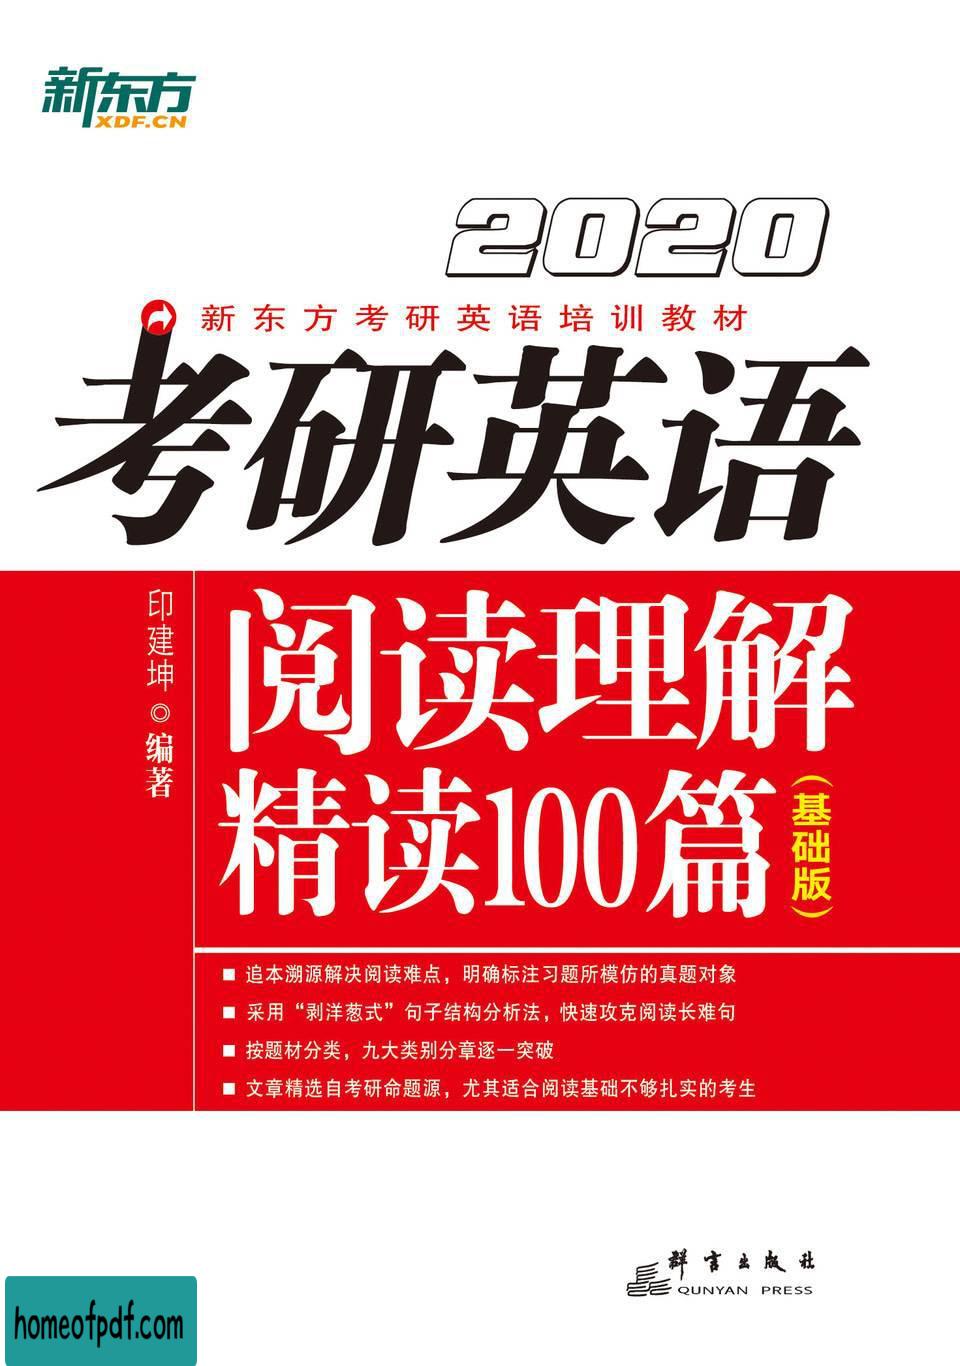 新东方
XDF.CN
2020
新东方考研英语培训教材
考研英语
印建坤◎编著
阅读理解
精读100篇
（基础版）
■ 追本溯源解决阅读难点，明确标注习题所模仿的真题对象
■ 采用“剥洋葱式”句子结构分析法，快速攻克阅读长难句
■ 按题材分类，九大类别分章逐一突破
■ 文章精选自考研命题源，尤其适合阅读基础不够扎实的考生
群言出版社
QUNYAN PRESS
homeofpdf.com